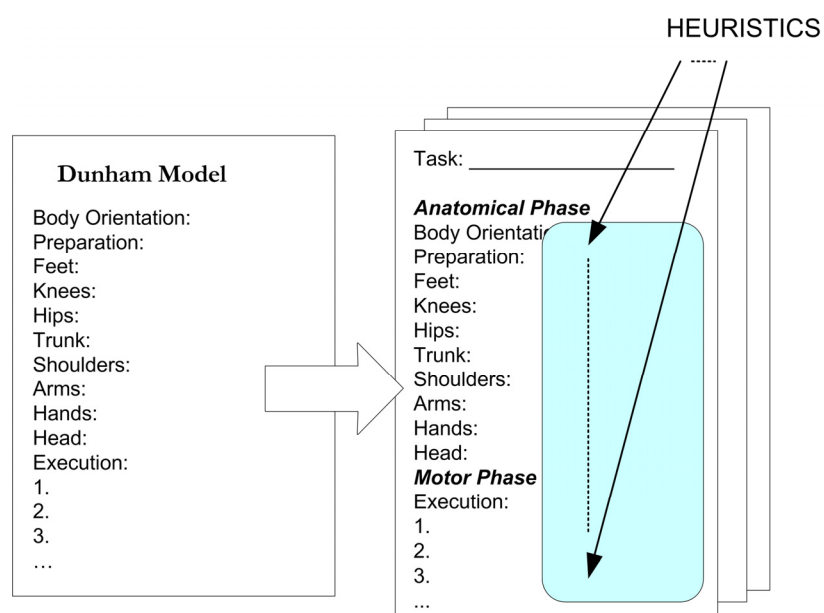 HEURISTICS
Dunham Model
Body Orientation:
Preparation:
Feet:
Knees:
Hips:
Trunk:
Shoulders:
Arms:
Hands:
Head:
Execution:
1.
2.
3.
...
Task: ____________________
Anatomical Phase
Body Orientatio
Preparation:
Feet:
Knees:
Hips:
Trunk:
Shoulders:
Arms:
Hands:
Head:
Motor Phase
Execution:
1.
2.
3.
...